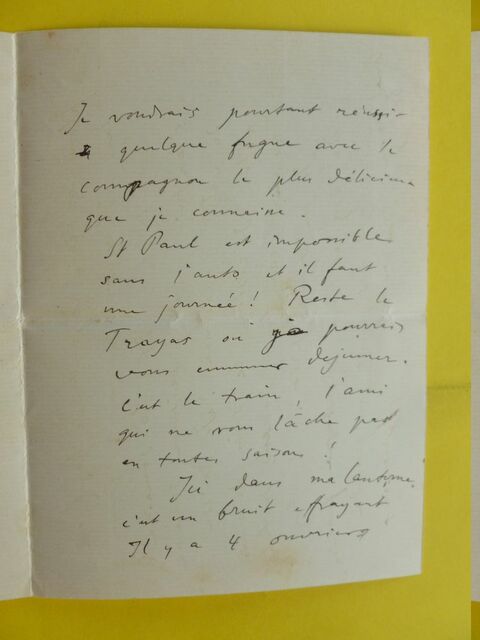 Je voudrais pourtant réussir
à quelque fugue avec le
compagnon le plus délicieux
que je connaisse.
St Paul est impossible
sans l'auto et il faut
une journée ! Reste le
Trayas où je pourrais
vous emmener déjeuner.
C'est le train, l'ami
qui ne vous lâche pas
en toutes saisons !
Ici dans ma lanterne,
c'est un bruit effrayant
Il y a 4 ouvriers